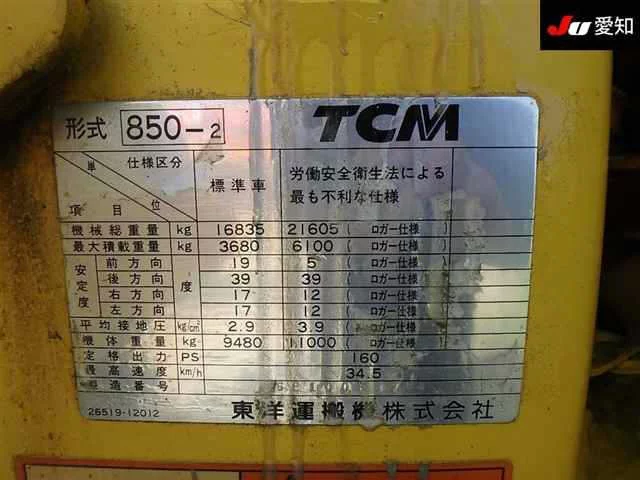 Ju 愛知
形式 850-2 TCM
単位 仕様区分 項目 標準車 労働安全衛生法による
最も不利な仕様
機械総重量 kg 16835 21605 ( ロガー仕様
最大積載重量 kg 3680 6100 ( ロガー仕様
安定度 前方向 度 19 5 ( ロガー仕様
後方向 39 39 ( ロガー仕様
右方向 17 12 ( ロガー仕様
左方向 17 12 ( ロガー仕様
平均接地圧 kg/cm² 2.9 3.9 ( ロガー仕様
機体重量 kg 9480 11000 ( ロガー仕様
定格出力 PS 160
最高速度 km/h 34.5
製造番号
26519-12012 東洋運搬機株式会社